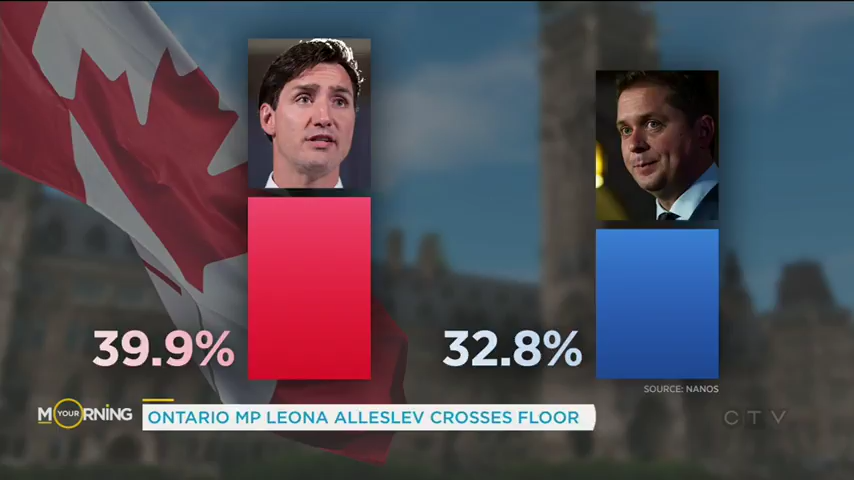 39.9%
32.8%
SOURCE: NANOS
YOUR MORNING
ONTARIO MP LEONA ALLESLEV CROSSES FLOOR
CTV